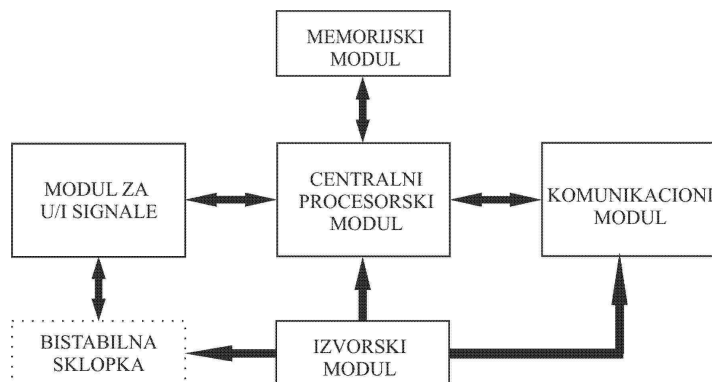 MEMORIJSKI
MODUL
MODUL ZA
U/I SIGNALE
CENTRALNI
PROCESORSKI
MODUL
KOMUNIKACIONI
MODUL
BISTABILNA
SKLOPKA
IZVORSKI
MODUL